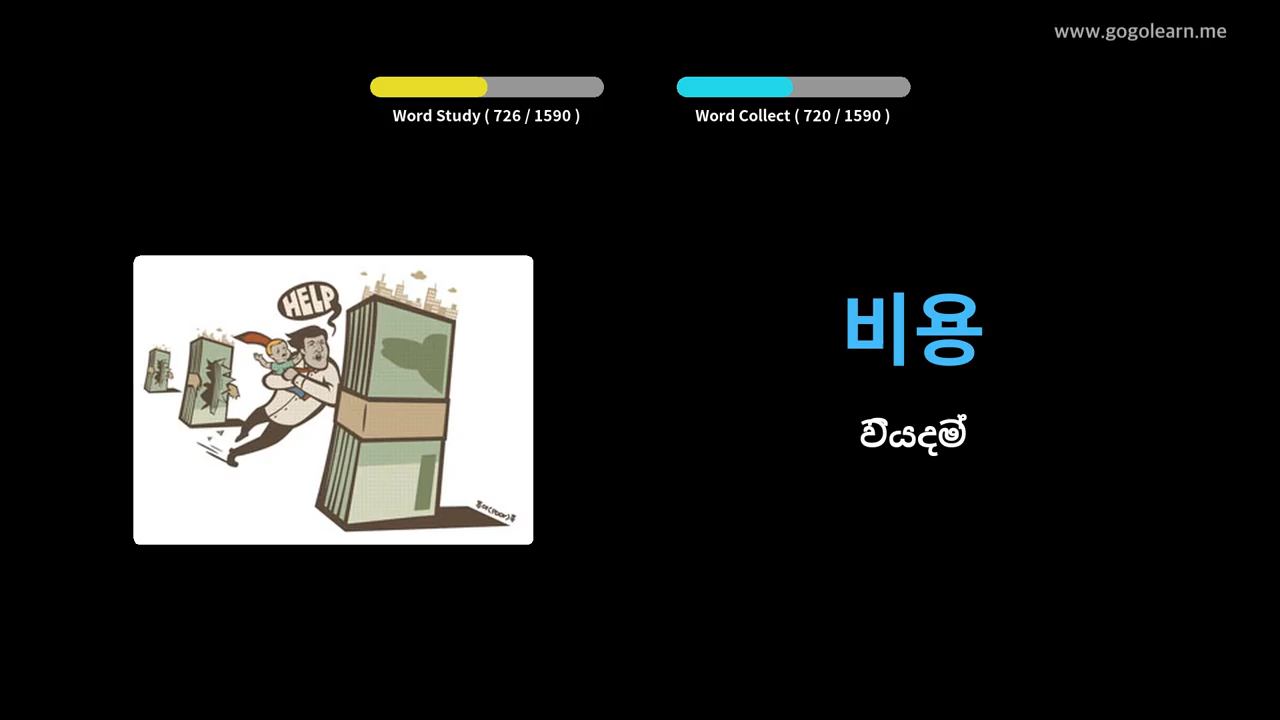 www.gogolearn.me
Word Study ( 726 / 1590 )
Word Collect ( 720 / 1590 )
HELP
비용
වියදම්